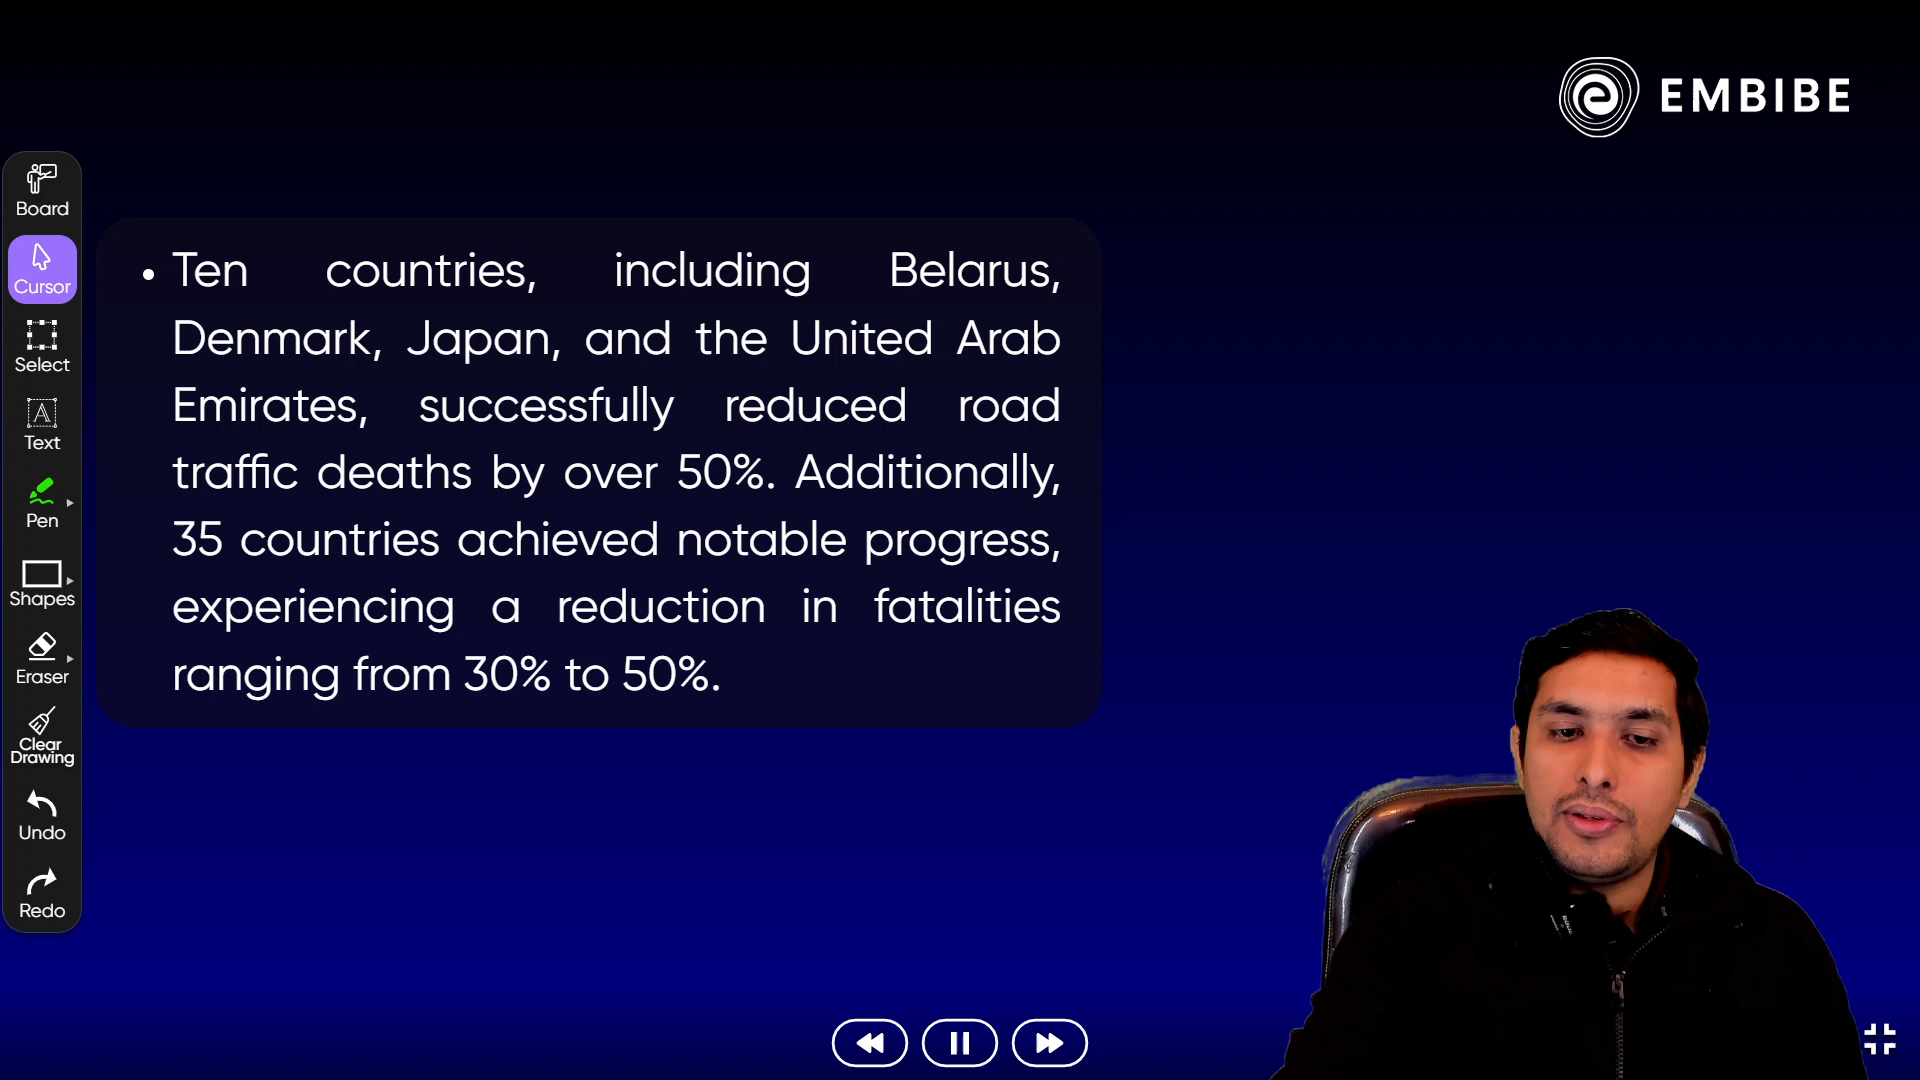 EMBIBE
Board
Cursor
Select
Text
Pen
Shapes
Eraser
Clear
Drawing
Undo
Redo
• Ten countries, including Belarus,
Denmark, Japan, and the United Arab
Emirates, successfully reduced road
traffic deaths by over 50%. Additionally,
35 countries achieved notable progress,
experiencing a reduction in fatalities
ranging from 30% to 50%.